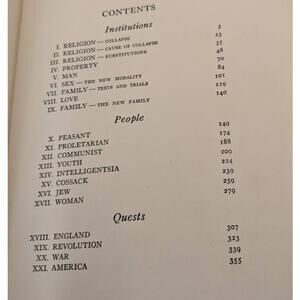 CONTENTS
Institutions
I. RELIGION — COLLAPSE 3
II. RELIGION — CAUSE OF COLLAPSE 23
III. RELIGION — SUBSTITUTIONS 35
IV. PROPERTY 48
V. MAN 70
VI. SEX — THE NEW MORALITY 84
VII. FAMILY — TESTS AND TRIALS 101
VIII. LOVE 119
IX. FAMILY — THE NEW FAMILY 140
People
X. PEASANT 149
XI. PROLETARIAN 174
XII. COMMUNIST 188
XIII. YOUTH 209
XIV. INTELLIGENTSIA 224
XV. COSSACK 239
XVI. JEW 259
XVII. WOMAN 279
Quests
XVIII. ENGLAND 307
XIX. REVOLUTION 323
XX. WAR 339
XXI. AMERICA 355